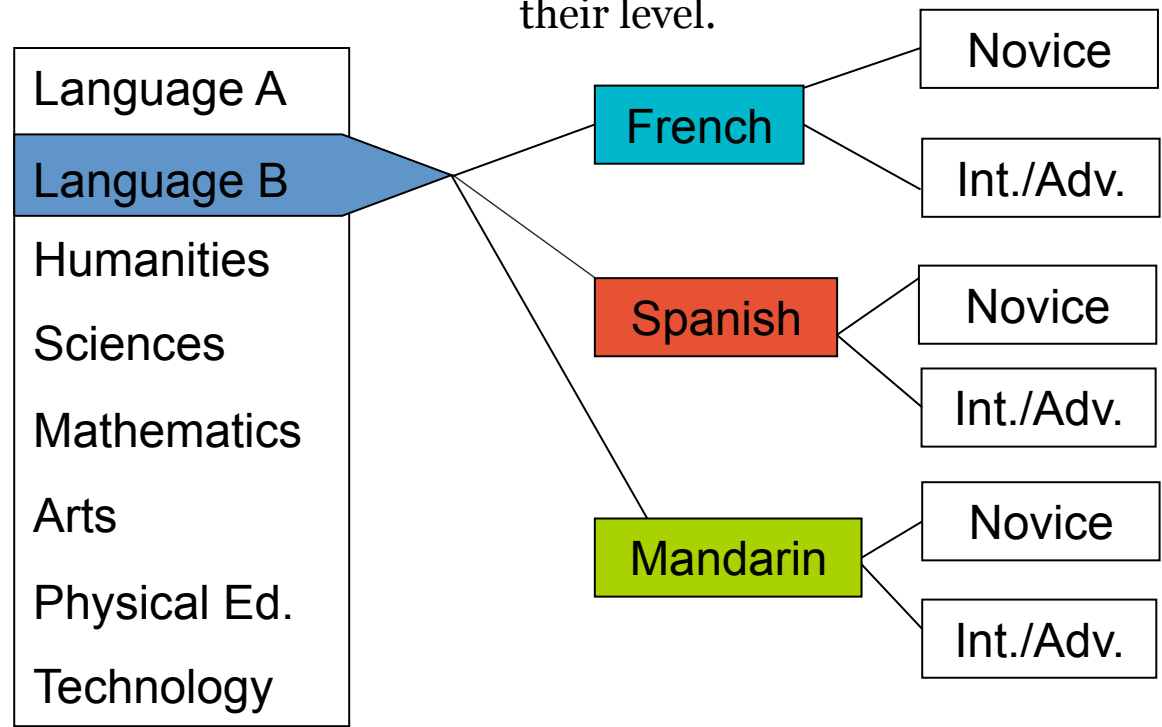 their level.
Language A
Language B
Humanities
Sciences
Mathematics
Arts
Physical Ed.
Technology
French
Novice
Int./Adv.
Spanish
Novice
Int./Adv.
Mandarin
Novice
Int./Adv.